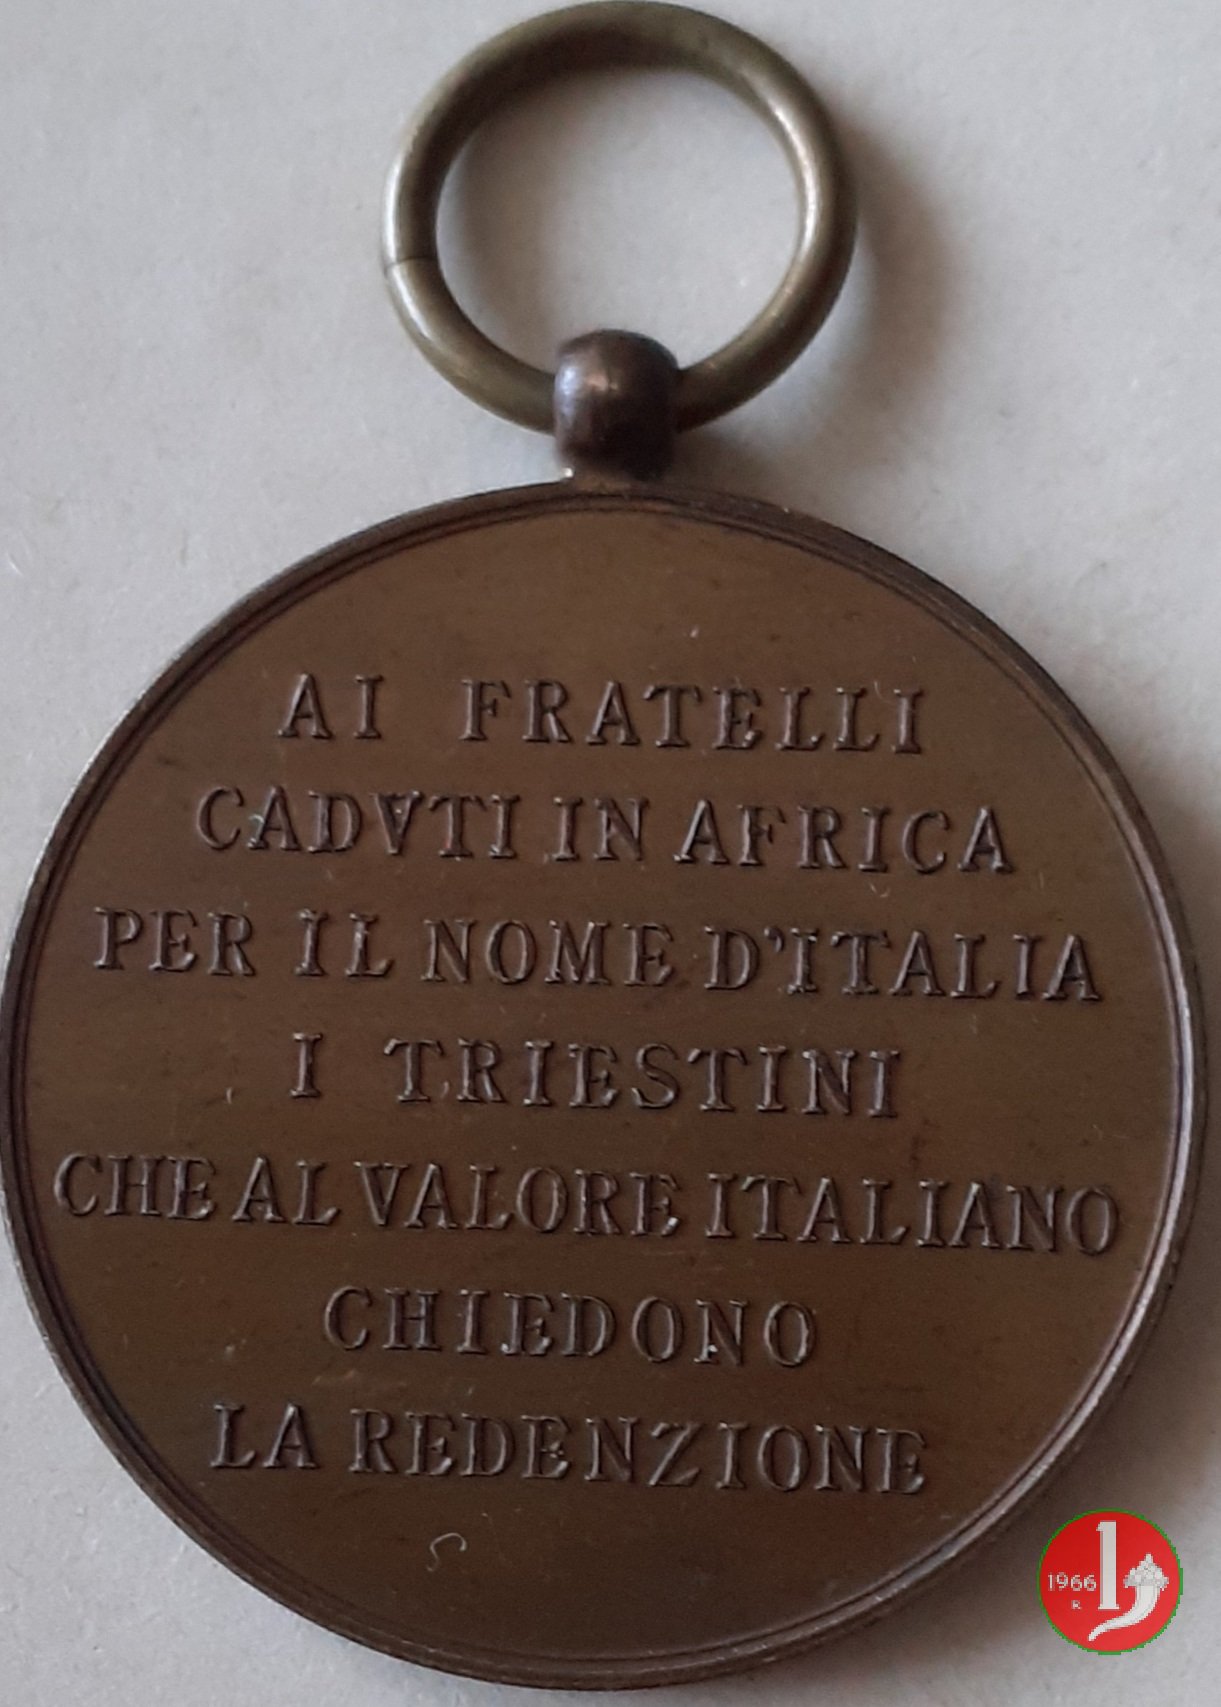 AI FRATELLI
CADVTI IN AFRICA
PER IL NOME D'ITALIA
I TRIESTINI
CHE AL VALORE ITALIANO
CHIEDONO
LA REDENZIONE
1966
R